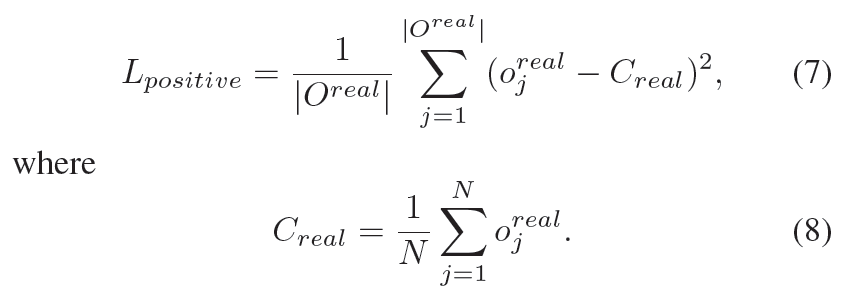 L_{positive} = \frac{1}{|O^{real}|} \sum_{j=1}^{|O^{real}|} (o_j^{real} - C_{real})^2, (7)
where
C_{real} = \frac{1}{N} \sum_{j=1}^{N} o_j^{real}. (8)